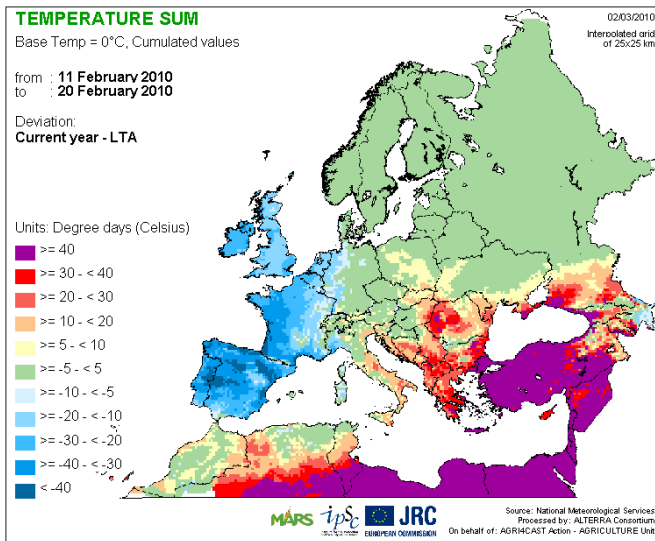 TEMPERATURE SUM
Base Temp = 0°C, Cumulated values
from : 11 February 2010
to : 20 February 2010
Deviation:
Current year - LTA
02/03/2010
Interpolated grid
of 25x25 km
Units: Degree days (Celsius)
>= 40
>= 30 - < 40
>= 20 - < 30
>= 10 - < 20
>= 5 - < 10
>= -5 - < 5
>= -10 - < -5
>= -20 - < -10
>= -30 - < -20
>= -40 - < -30
< -40
MARS
ipsc
JRC
EUROPEAN COMMISSION
Source: National Meteorological Services
Processed by: ALTERRA Consortium
On behalf of: AGRI4CAST Action - AGRICULTURE Unit